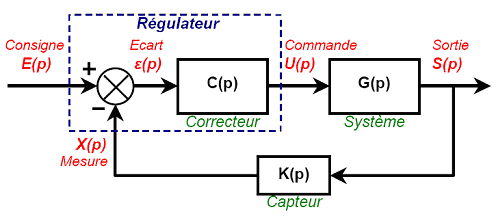 Régulateur
Consigne
E(p)
+
−
Ecart
ε(p)
C(p)
Correcteur
Commande
U(p)
G(p)
Système
Sortie
S(p)
X(p)
Mesure
K(p)
Capteur